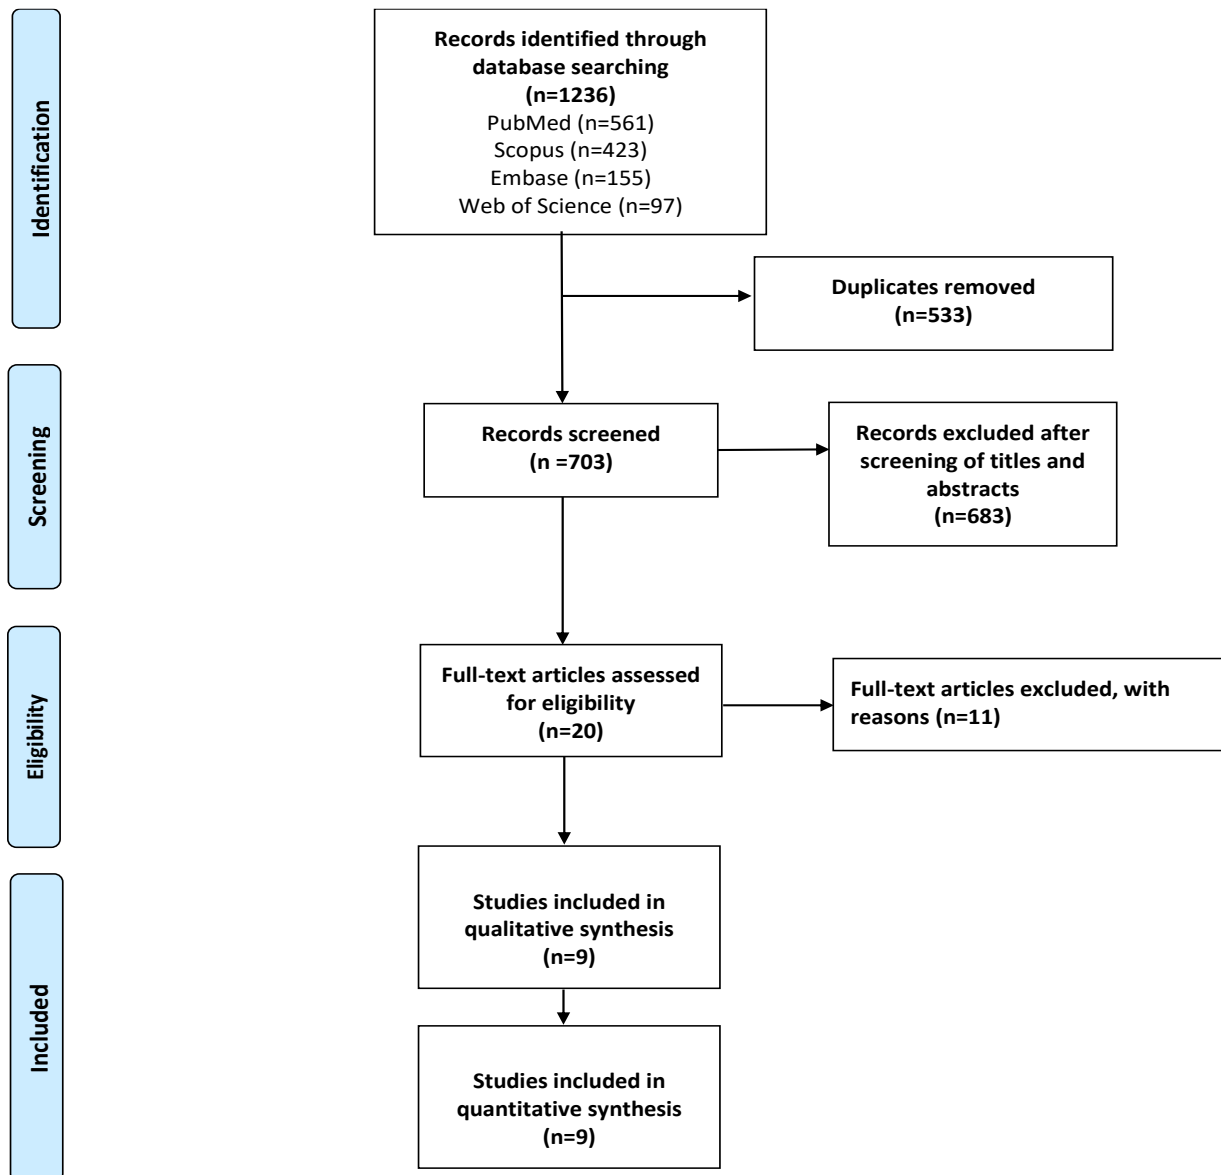 Identification
Records identified through
database searching
(n=1236)
PubMed (n=561)
Scopus (n=423)
Embase (n=155)
Web of Science (n=97)
Duplicates removed
(n=533)
Screening
Records screened
(n =703)
Records excluded after
screening of titles and
abstracts
(n=683)
Eligibility
Full-text articles assessed
for eligibility
(n=20)
Full-text articles excluded, with
reasons (n=11)
Included
Studies included in
qualitative synthesis
(n=9)
Studies included in
quantitative synthesis
(n=9)